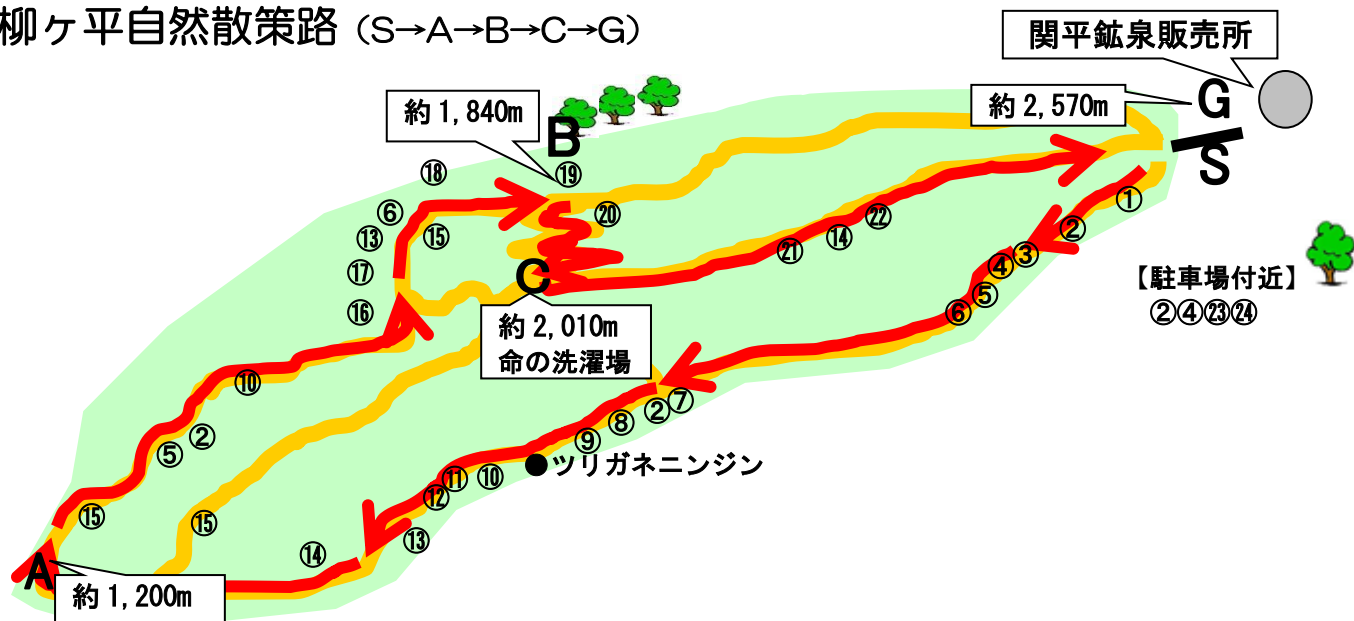 柳ヶ平自然散策路（S→A→B→C→G）
関平鉱泉販売所
約1,840m
B
約2,570m
G
S
⑱
⑲
⑥
⑳
①
⑬
⑮
㉒
②
⑰
㉑
⑭
③
④
C
【駐車場付近】
②④㉓㉔
⑤
⑯
⑥
約2,010m
命の洗濯場
⑩
⑦
②
⑧
②
⑨
⑤
ツリガネニンジン
⑪
⑩
⑫
⑮
⑮
⑬
⑭
A
約1,200m